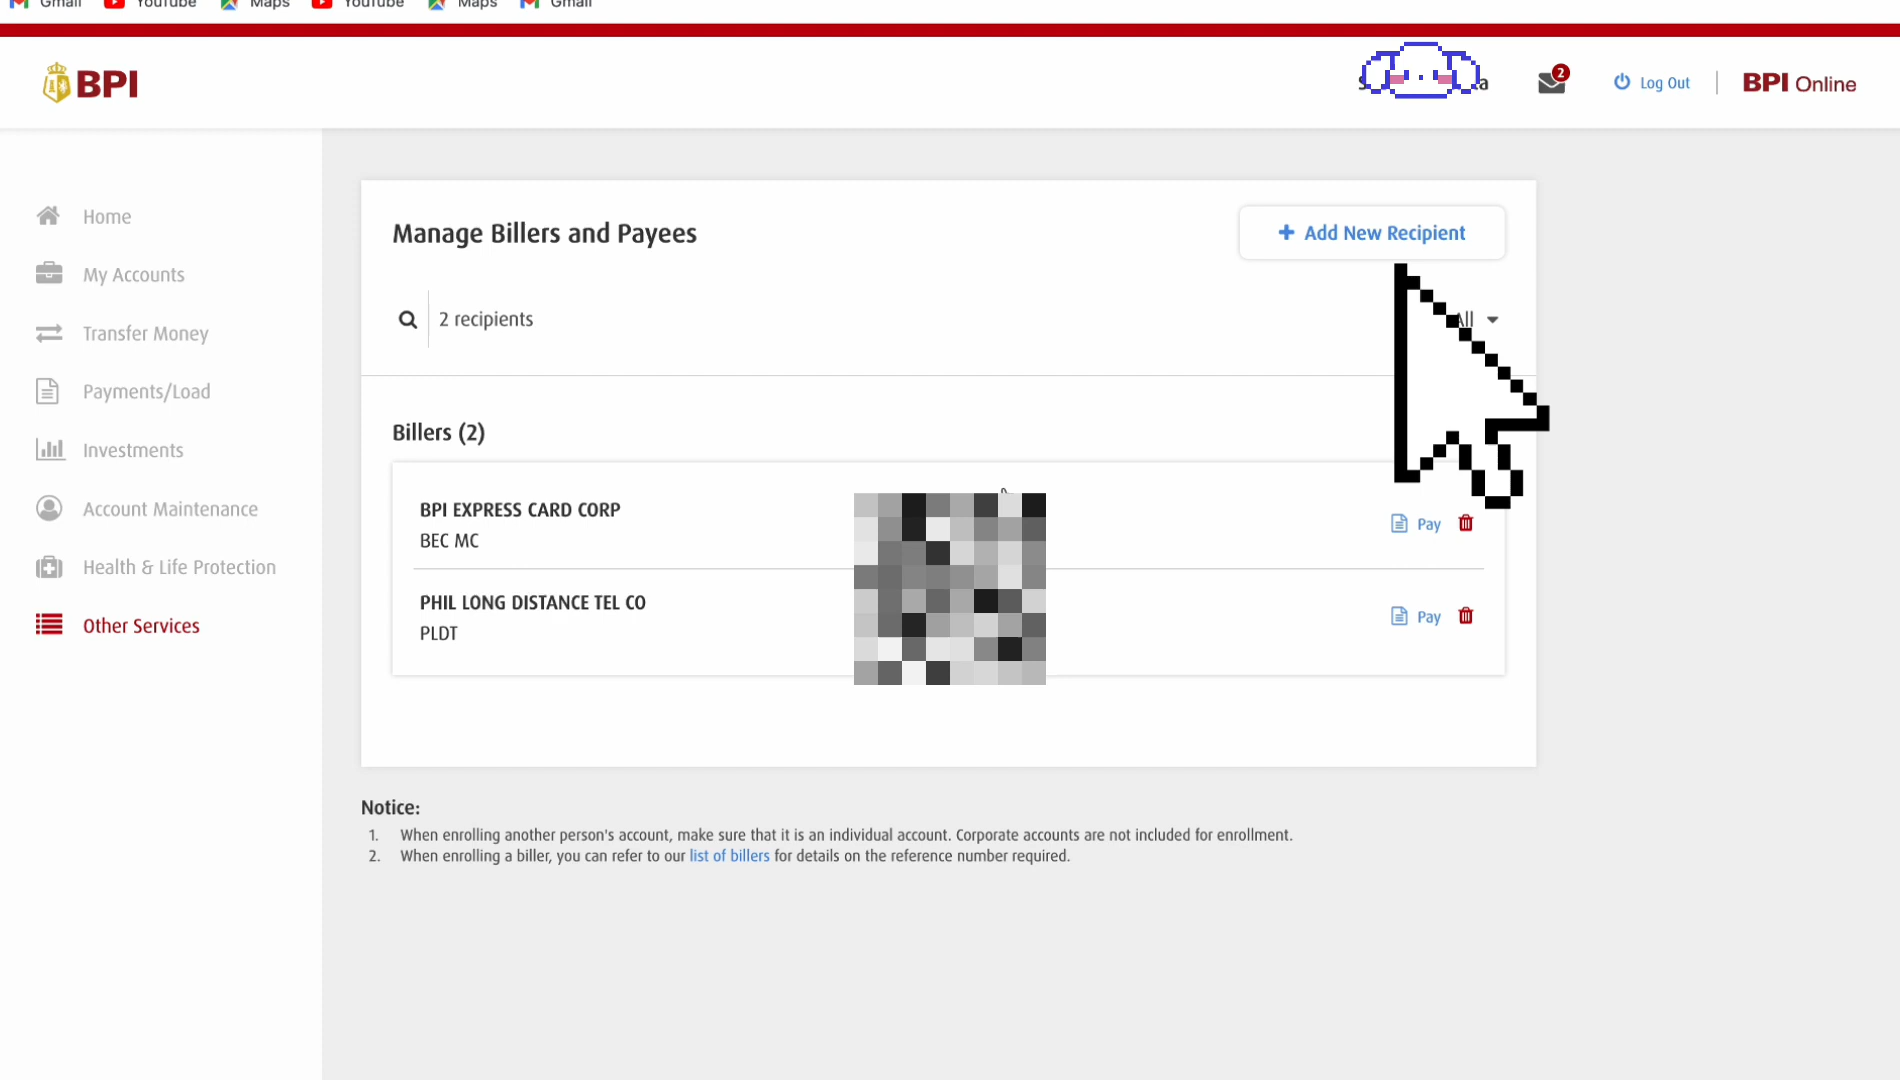 Gmail YouTube Maps YouTube Maps Gmail
BPI
2
Log Out
BPI Online
Home
My Accounts
Transfer Money
Payments/Load
Investments
Account Maintenance
Health & Life Protection
Other Services
Manage Billers and Payees
+ Add New Recipient
2 recipients
All
Billers (2)
BPI EXPRESS CARD CORP
BEC MC
Pay
PHIL LONG DISTANCE TEL CO
PLDT
Pay
Notice:
1. When enrolling another person's account, make sure that it is an individual account. Corporate accounts are not included for enrollment.
2. When enrolling a biller, you can refer to our list of billers for details on the reference number required.